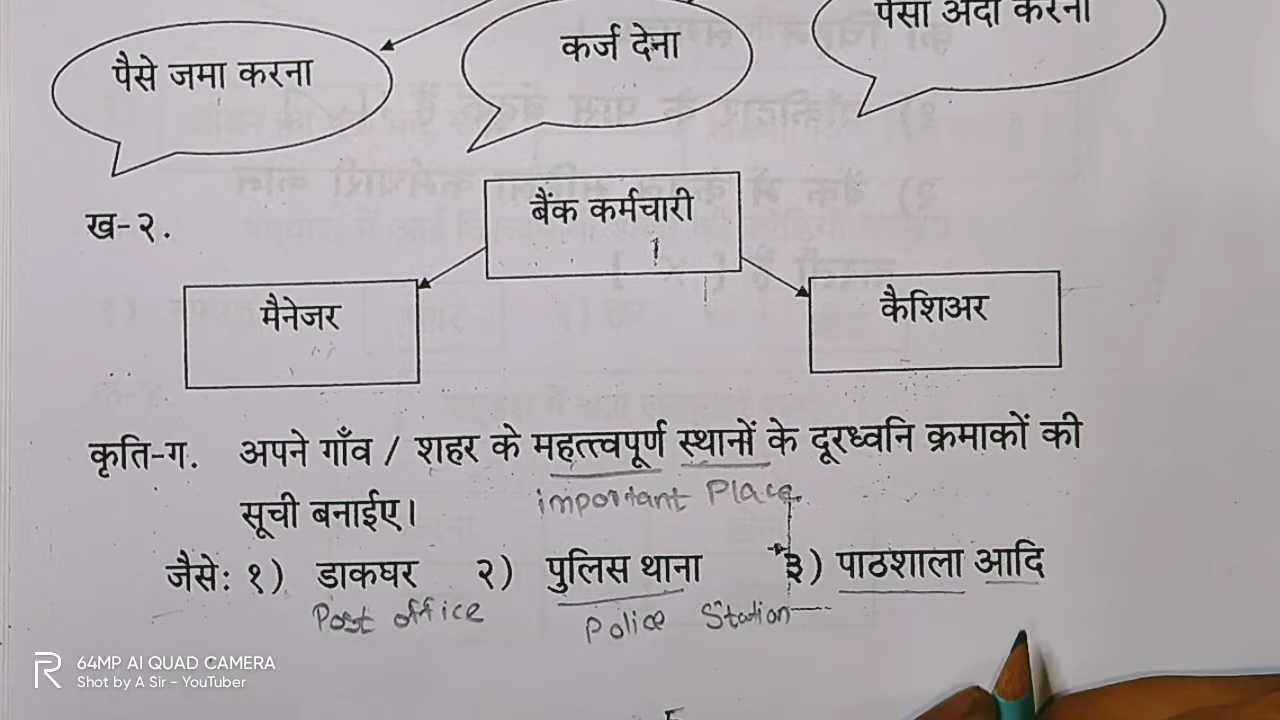 पैसे जमा करना
कर्ज देना
पैसा अदा करना
ख-२.
बैंक कर्मचारी
मैनेजर
कैशिअर
कृति-ग. अपने गाँव / शहर के महत्त्वपूर्ण स्थानों के दूरध्वनि क्रमाकों की
important Place
सूची बनाईए।
जैसेः १) डाकघर २) पुलिस थाना ३) पाठशाला आदि
Post office Police Station
64MP AI QUAD CAMERA
Shot by A Sir - YouTuber